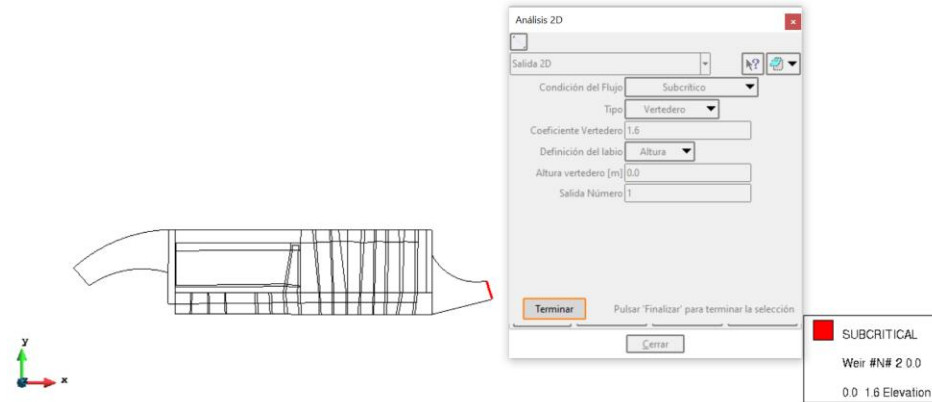 Análisis 2D
Salida 2D
Condición del Flujo Subcrítico
Tipo Vertedero
Coeficiente Vertedero 1.6
Definición del labio Altura
Altura vertedero [m] 0.0
Salida Número 1
Terminar Pulsar 'Finalizar' para terminar la selección
Cerrar
y
x
SUBCRITICAL
Weir #N# 2 0.0
0.0 1.6 Elevation